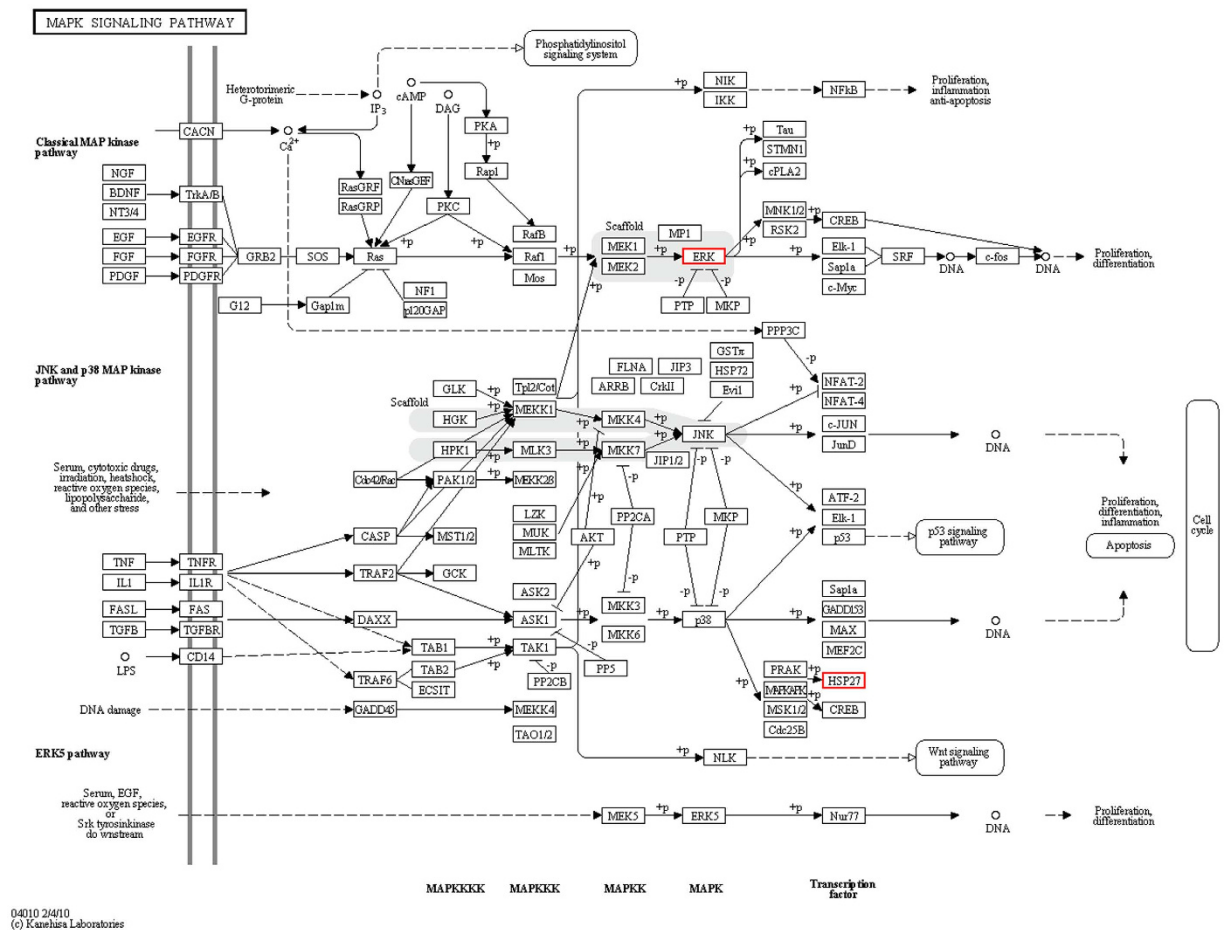 MAPK SIGNALING PATHWAY
Phosphatidylinositol
signaling system
Heterotorimeric
G-protein
IP3
cAMP
DAG
+p
NIK
IKK
NFkB
Proliferation,
inflammation
anti-apoptosis
CACN
Ca2+
PKA
+p
Classical MAP kinase
pathway
+p
Tau
STMN1
+p
cPLA2
NGF
BDNF
NT3/4
TrkA/B
RasGRF
RasGRP
CNrasGEF
Rap1
PKC
MNK1/2
RSK2
+p
+p
CREB
RafB
Scaffold
MP1
EGF
FGF
PDGF
EGFR
FGFR
PDGFR
GRB2
SOS
Ras
+p
+p
Raf1
Mos
+p
+p
MEK1
MEK2
+p
ERK
+p
Elk-1
Sap1a
c-Myc
SRF
DNA
c-fos
DNA
Proliferation,
differentiation
G12
Gap1m
NF1
p120GAP
-p
-p
PTP
MKP
PPP3C
-p
JNK and p38 MAP kinase
pathway
GLK
HGK
Scaffold
+p
+p
+p
Tpl2/Cot
MEKK1
FLNA
JIP3
ARRB
CrkII
GSTπ
HSP72
Evi1
NFAT-2
NFAT-4
+p
+p
MKK4
+p
JNK
+p
+p
c-JUN
JunD
DNA
HPK1
MLK3
+p
MKK7
+p
JIP1/2
-p
-p
Serum, cytotoxic drugs,
irradiation, heatshock,
reactive oxygen species,
lipopolysaccharide,
and other stress
Cdc42/Rac
PAK1/2
+p
MEKK2/3
-p
+p
ATF-2
Elk-1
p53
p53 signaling
pathway
Proliferation,
differentiation,
inflammation
Apoptosis
Cell
cycle
LZK
MUK
MLTK
PP2CA
MKP
CASP
MST1/2
AKT
PTP
TNF
IL1
TNFR
IL1R
TRAF2
GCK
+p
-p
-p
-p
+p
ASK2
ASK1
+p
MKK3
MKK6
+p
p38
+p
Sap1a
GADD153
MAX
MEF2C
DNA
FASL
TGFB
FAS
TGFBR
DAXX
LPS
CD14
TAB1
+p
+p
TAK1
-p
-p
PP5
TRAF6
TAB2
ECSIT
PP2CB
+p
PRAK
MAPKAPK
MSK1/2
Cdc25B
+p
+p
HSP27
CREB
DNA damage
GADD45
MEKK4
TAO1/2
ERK5 pathway
+p
NLK
Wnt signaling
pathway
Serum, EGF,
reactive oxygen species,
or
Srk tyrosinkinase
do wnstream
MEK5
+p
ERK5
+p
Nur77
DNA
Proliferation,
differentiation
MAPKKKK
MAPKKK
MAPKK
MAPK
Transcription
factor
04010 2/4/10
(c) Kanehisa Laboratories